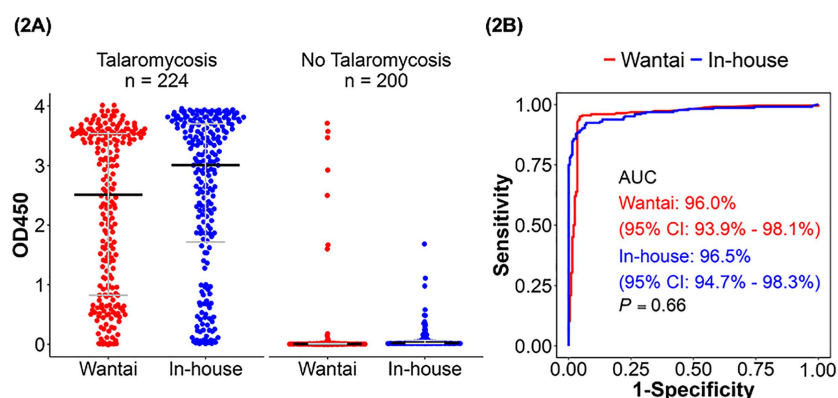 (2A)
Talaromycosis
n = 224
No Talaromycosis
n = 200
OD450
4
3
2
1
0
Wantai
In-house
Wantai
In-house
(2B)
Wantai
In-house
Sensitivity
1.00
0.75
0.50
0.25
0.00
AUC
Wantai: 96.0%
(95% CI: 93.9% - 98.1%)
In-house: 96.5%
(95% CI: 94.7% - 98.3%)
P = 0.66
0.00
0.25
0.50
0.75
1.00
1-Specificity